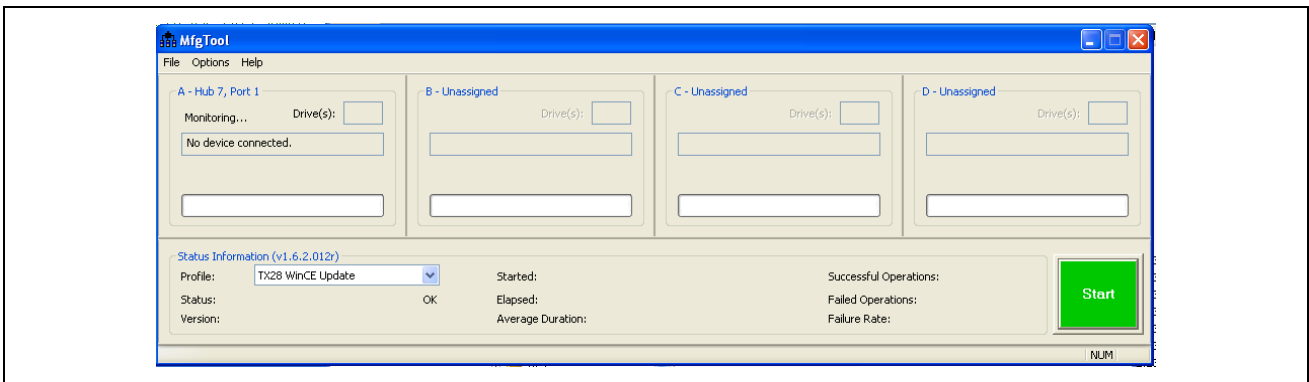 MfgTool
File Options Help
A - Hub 7, Port 1
Monitoring... Drive(s):
No device connected.
B - Unassigned
Drive(s):
C - Unassigned
Drive(s):
D - Unassigned
Drive(s):
Status Information (v1.6.2.012r)
Profile: TX28 WinCE Update Started: Successful Operations:
Status: OK Elapsed: Failed Operations:
Version: Average Duration: Failure Rate:
Start
NUM